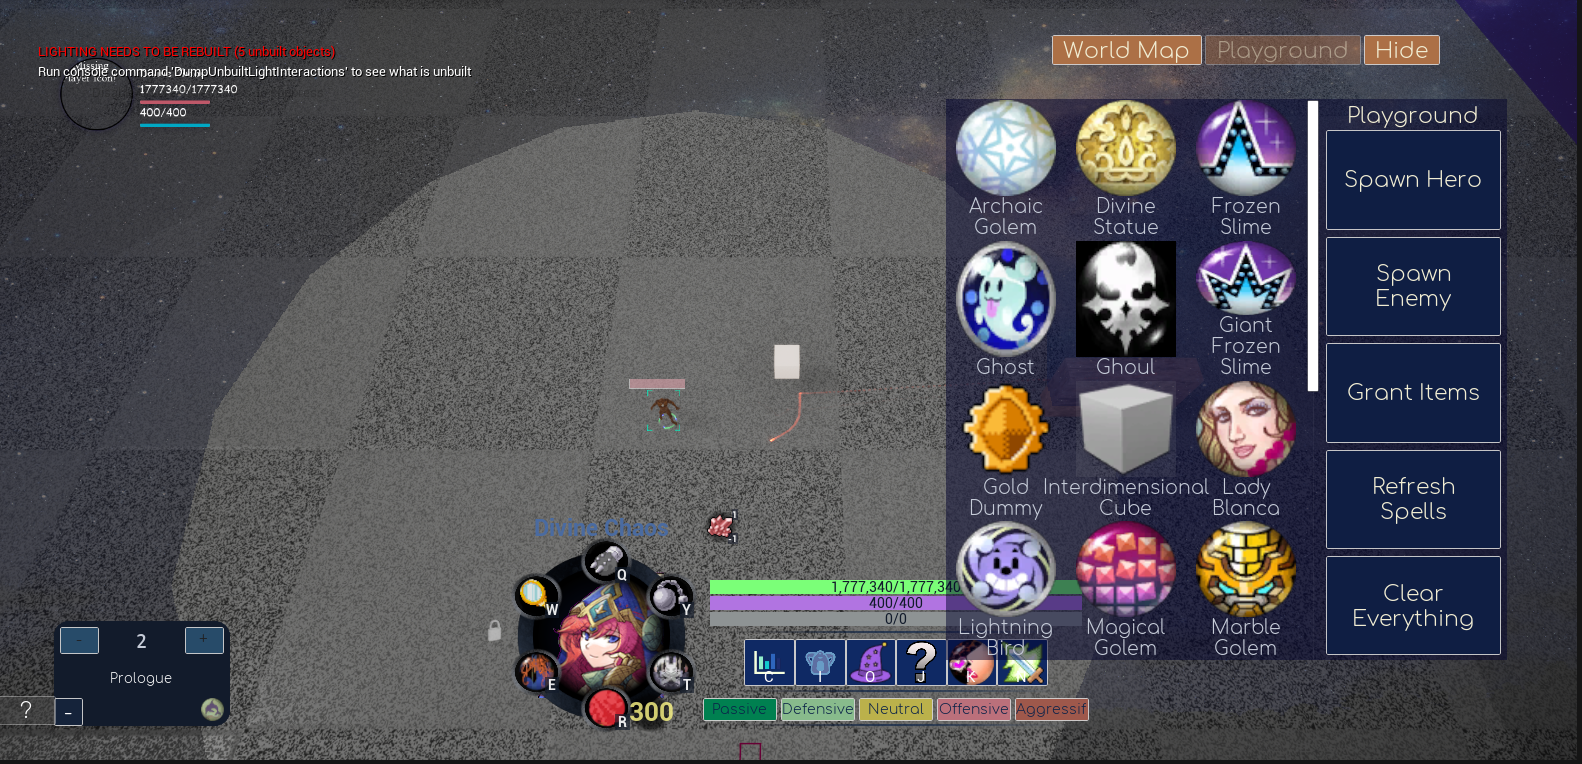 LIGHTING NEEDS TO BE REBUILT (5 unbuilt objects)
Run console command 'DumpUnbuiltLightInteractions' to see what is unbuilt
Missing
1777340/1777340
400/400
World Map
Playground
Hide
Playground
Spawn Hero
Spawn
Enemy
Grant Items
Refresh
Spells
Clear
Everything
Archaic
Golem
Divine
Statue
Frozen
Slime
Ghost
Ghoul
Giant
Frozen
Slime
Gold
Dummy
Interdimensional
Cube
Lady
Blanca
Lightning
Bird
Magical
Golem
Marble
Golem
Divine Chaos
1
-1
Q
W
Y
E
T
R
300
1,777,340/1,777,340
400/400
0/0
C
I
O
J
K
N
Passive
Defensive
Neutral
Offensive
Aggressif
-
2
+
Prologue
?
-